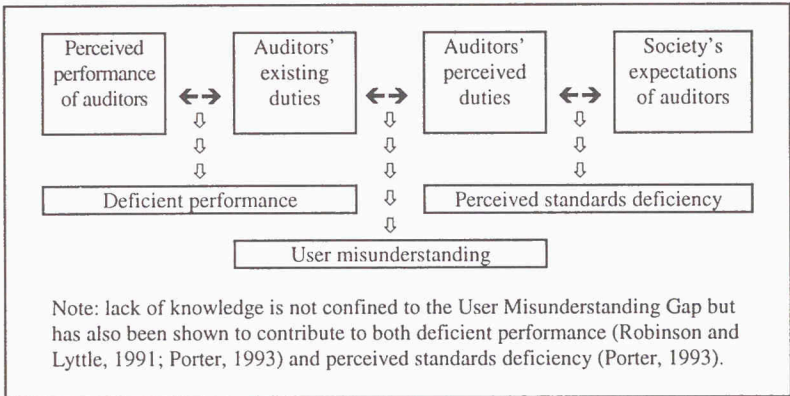 Perceived
performance
of auditors
Auditors'
existing
duties
Auditors'
perceived
duties
Society's
expectations
of auditors
Deficient performance
Perceived standards deficiency
User misunderstanding
Note: lack of knowledge is not confined to the User Misunderstanding Gap but
has also been shown to contribute to both deficient performance (Robinson and
Lyttle, 1991; Porter, 1993) and perceived standards deficiency (Porter, 1993).